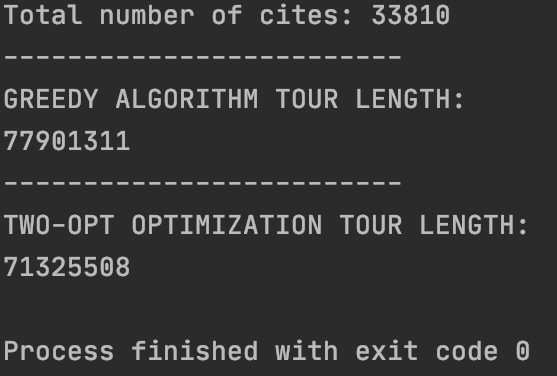 Total number of cites: 33810
-------------------------
GREEDY ALGORITHM TOUR LENGTH:
77901311
-------------------------
TWO-OPT OPTIMIZATION TOUR LENGTH:
71325508
Process finished with exit code 0